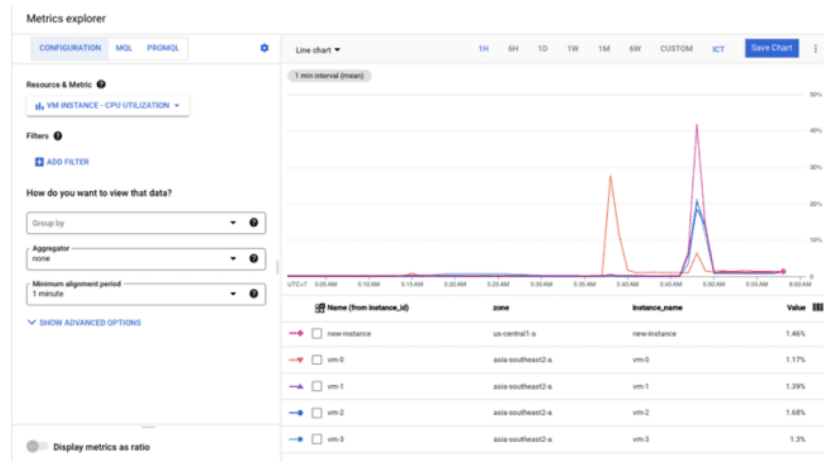 Metrics explorer
CONFIGURATION MQL PROMQL
Line chart
1H 6H 1D 1W 1M 6W CUSTOM ICT Save Chart
1 min interval (mean)
Resource & Metric
VM INSTANCE - CPU UTILIZATION
Filters
ADD FILTER
How do you want to view that data?
Group by
Aggregator
none
Minimum alignment period
1 minute
SHOW ADVANCED OPTIONS
Display metrics as ratio
50%
40%
30%
20%
10%
0
UTC+7 5:05 AM 5:10 AM 5:15 AM 5:20 AM 5:25 AM 5:30 AM 5:35 AM 5:40 AM 5:45 AM 5:50 AM 5:55 AM 6:00 AM
Name (from instance_id) zone instance_name Value
new-instance us-central1-a new-instance 1.46%
vm-0 asia-southeast2-a vm-0 1.17%
vm-1 asia-southeast2-a vm-1 1.39%
vm-2 asia-southeast2-a vm-2 1.68%
vm-3 asia-southeast2-a vm-3 1.3%